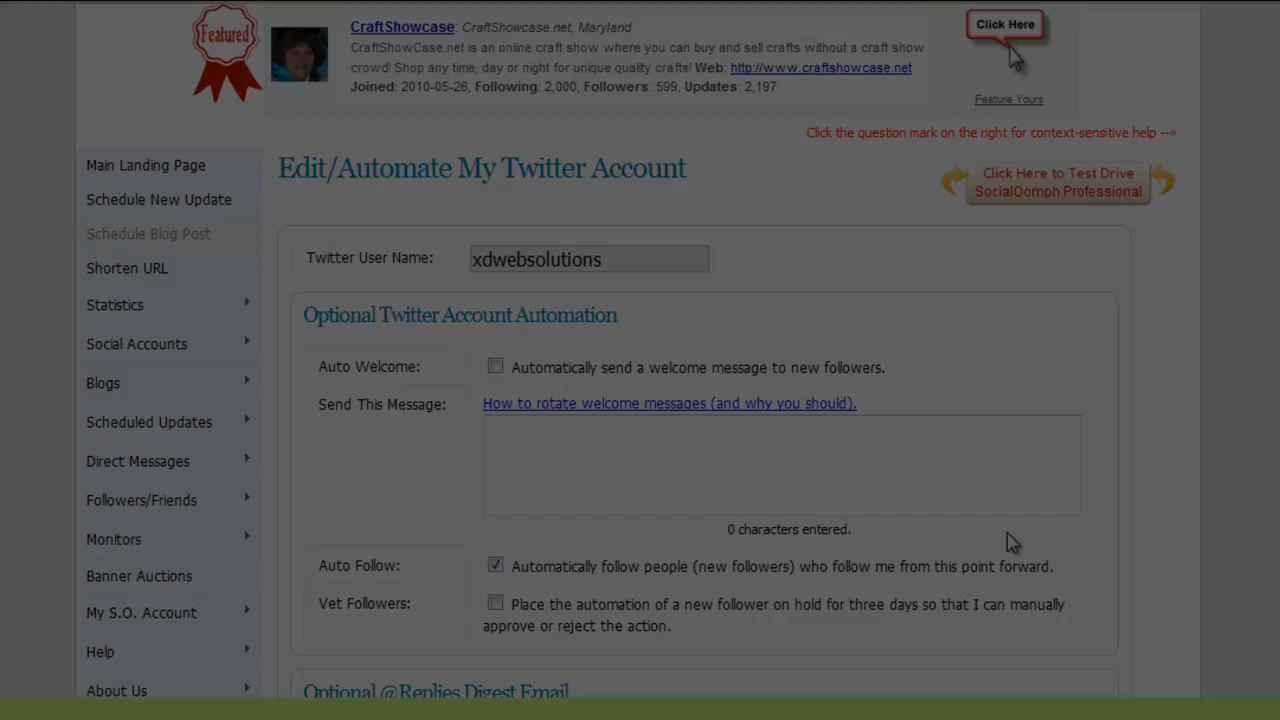 Featured
CraftShowcase: CraftShowcase.net, Maryland
CraftShowCase.net is an online craft show where you can buy and sell crafts without a craft show
crowd! Shop any time, day or night for unique quality crafts! Web: http://www.craftshowcase.net
Joined: 2010-05-26, Following: 2,000, Followers: 599, Updates: 2,197
Click Here
Feature Yours
Click the question mark on the right for context-sensitive help --»
Main Landing Page
Schedule New Update
Schedule Blog Post
Shorten URL
Statistics
Social Accounts
Blogs
Scheduled Updates
Direct Messages
Followers/Friends
Monitors
Banner Auctions
My S.O. Account
Help
About Us
Edit/Automate My Twitter Account
Click Here to Test Drive
SocialOomph Professional
Twitter User Name: xdwebsolutions
Optional Twitter Account Automation
Auto Welcome: Automatically send a welcome message to new followers.
Send This Message: How to rotate welcome messages (and why you should).
0 characters entered.
Auto Follow: Automatically follow people (new followers) who follow me from this point forward.
Vet Followers: Place the automation of a new follower on hold for three days so that I can manually
approve or reject the action.
Optional @Replies Digest Email